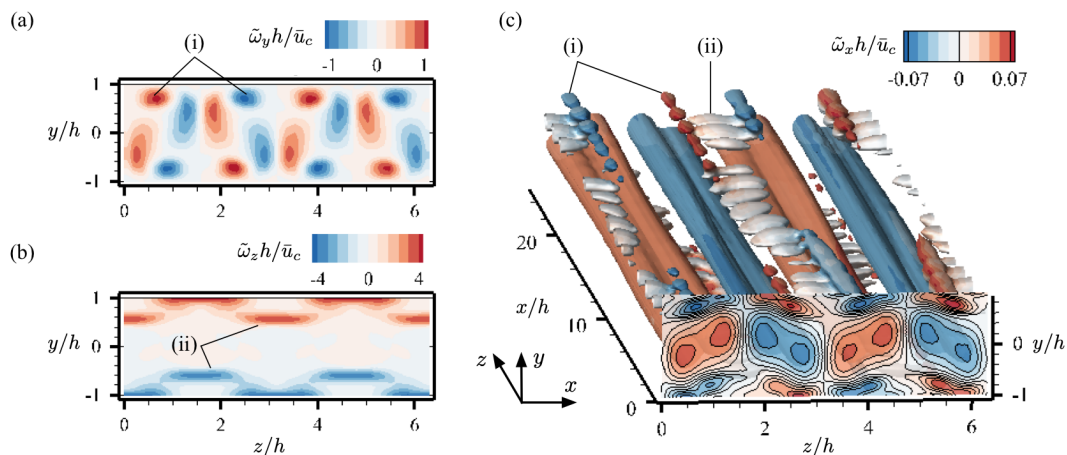 (a)
ω̃_y h/ū_c
-1 0 1
(i)
y/h
1
0
-1
0 2 4 6
(b)
ω̃_z h/ū_c
-4 0 4
y/h
1
0
-1
(ii)
0 2 4 6
z/h
(c)
ω̃_x h/ū_c
-0.07 0 0.07
(i)
(ii)
20
x/h
10
0
z
y
x
0
-1
y/h
0 2 4 6
z/h